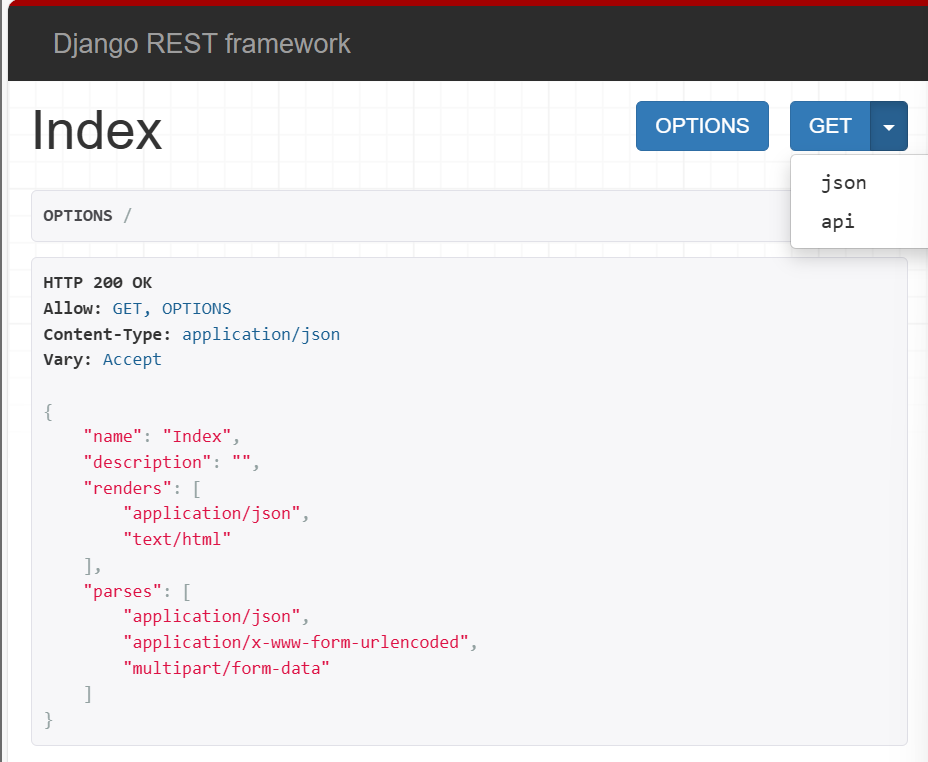 Django REST framework
Index
OPTIONS
GET
json
api
OPTIONS /
HTTP 200 OK
Allow: GET, OPTIONS
Content-Type: application/json
Vary: Accept
{
    "name": "Index",
    "description": "",
    "renders": [
        "application/json",
        "text/html"
    ],
    "parses": [
        "application/json",
        "application/x-www-form-urlencoded",
        "multipart/form-data"
    ]
}